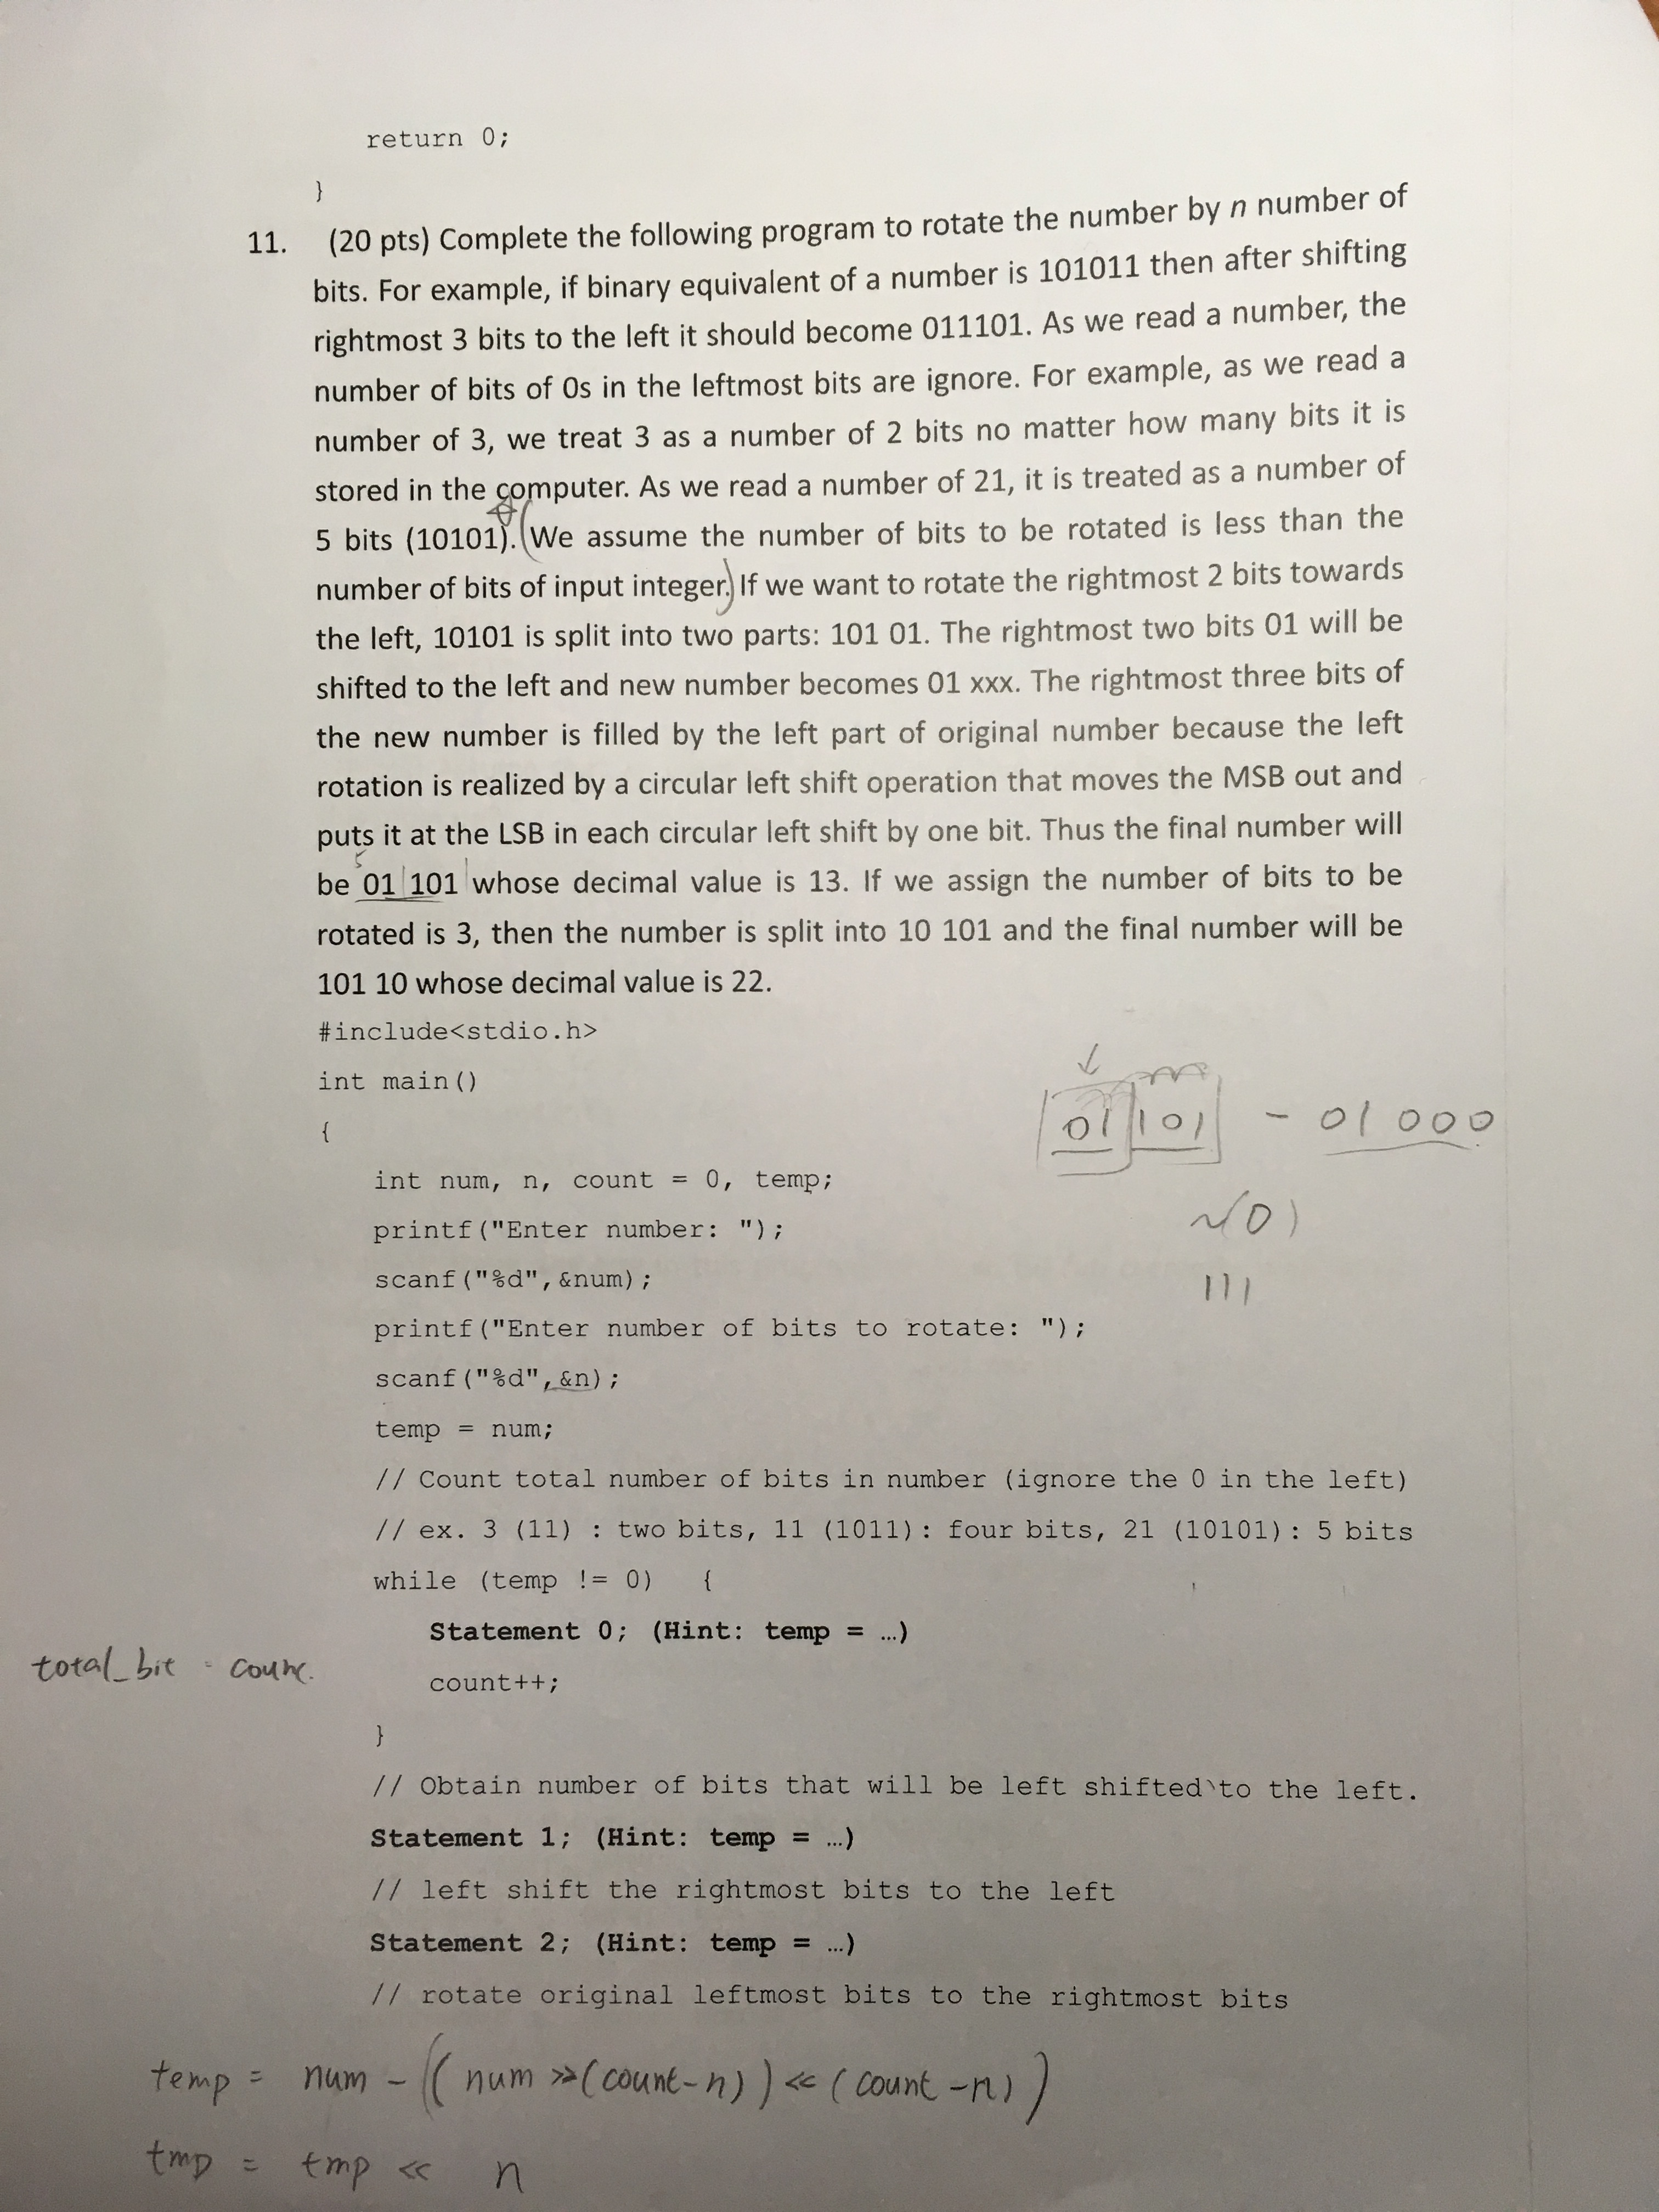 return 0;
}
11. (20 pts) Complete the following program to rotate the number by n number of
bits. For example, if binary equivalent of a number is 101011 then after shifting
rightmost 3 bits to the left it should become 011101. As we read a number, the
number of bits of 0s in the leftmost bits are ignore. For example, as we read a
number of 3, we treat 3 as a number of 2 bits no matter how many bits it is
stored in the computer. As we read a number of 21, it is treated as a number of
5 bits (10101). (We assume the number of bits to be rotated is less than the
number of bits of input integer.) If we want to rotate the rightmost 2 bits towards
the left, 10101 is split into two parts: 101 01. The rightmost two bits 01 will be
shifted to the left and new number becomes 01 xxx. The rightmost three bits of
the new number is filled by the left part of original number because the left
rotation is realized by a circular left shift operation that moves the MSB out and
puts it at the LSB in each circular left shift by one bit. Thus the final number will
be 01 101 whose decimal value is 13. If we assign the number of bits to be
rotated is 3, then the number is split into 10 101 and the final number will be
101 10 whose decimal value is 22.
#include<stdio.h>
int main()
{
01 101 - 01 000
int num, n, count = 0, temp;
~(0)
printf("Enter number: ");
scanf("%d",&num);
111
printf("Enter number of bits to rotate: ");
scanf("%d",&n);
temp = num;
// Count total number of bits in number (ignore the 0 in the left)
// ex. 3 (11) : two bits, 11 (1011): four bits, 21 (10101): 5 bits
while (temp != 0) {
Statement 0; (Hint: temp = …)
total_bit = count.
count++;
}
// Obtain number of bits that will be left shifted to the left.
Statement 1; (Hint: temp = …)
// left shift the rightmost bits to the left
Statement 2; (Hint: temp = …)
// rotate original leftmost bits to the rightmost bits
temp = num - ((num >> (count-n)) << (count-n))
tmp = tmp << n